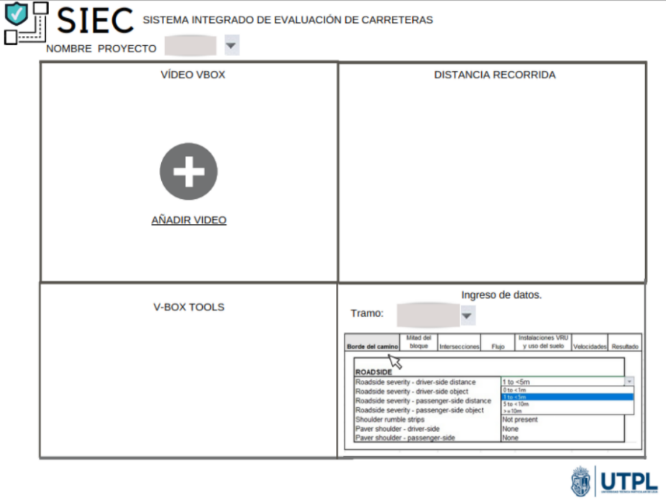 SIEC SISTEMA INTEGRADO DE EVALUACIÓN DE CARRETERAS
NOMBRE PROYECTO
VÍDEO VBOX
DISTANCIA RECORRIDA
AÑADIR VIDEO
V-BOX TOOLS
Ingreso de datos.
Tramo:
Borde del camino
Mitad del
bloque
Intersecciones
Flujo
Instalaciones VRU
y uso del suelo
Velocidades
Resultado
ROADSIDE
Roadside severity - driver-side distance
1 to <5m
0 to <1m
1 to <5m
5 to <10m
>=10m
Roadside severity - driver-side object
Roadside severity - passenger-side distance
Roadside severity - passenger-side object
Shoulder rumble strips Not present
Paver shoulder - driver-side None
Paver shoulder - passenger-side None
UTPL